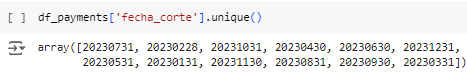 [ ] df_payments['fecha_corte'].unique()
array([20230731, 20230228, 20231031, 20230430, 20230630, 20231231,
20230531, 20230131, 20231130, 20230831, 20230930, 20230331])